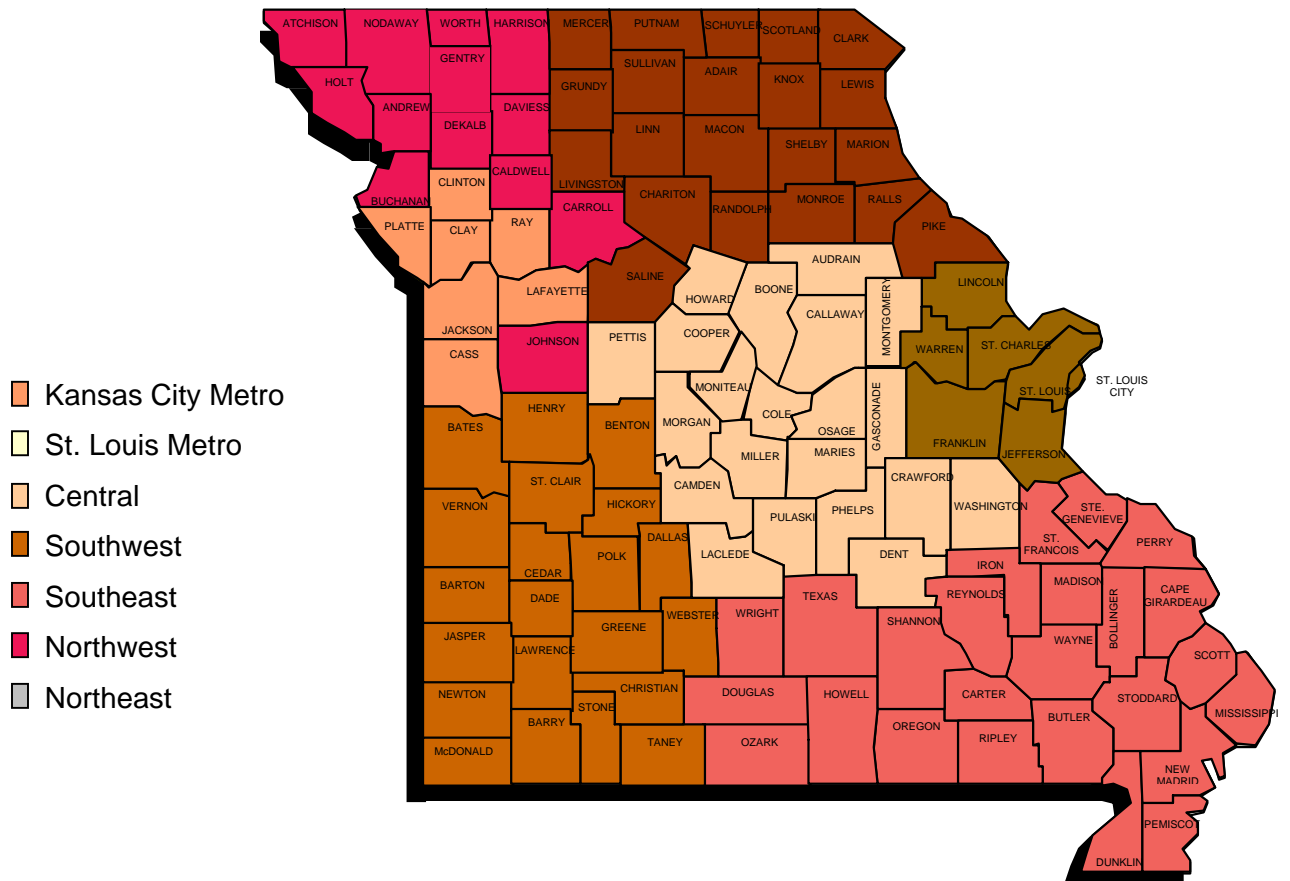 ATCHISON
NODAWAY
WORTH
HARRISON
MERCER
PUTNAM
SCHUYLER
SCOTLAND
CLARK
HOLT
GENTRY
SULLIVAN
ADAIR
KNOX
LEWIS
GRUNDY
ANDREW
DAVIESS
DEKALB
LINN
MACON
SHELBY
MARION
CLINTON
CALDWELL
LIVINGSTON
CHARITON
BUCHANAN
CARROLL
RANDOLPH
MONROE
RALLS
PLATTE
CLAY
RAY
PIKE
AUDRAIN
SALINE
LINCOLN
LAFAYETTE
HOWARD
BOONE
CALLAWAY
MONTGOMERY
JACKSON
JOHNSON
PETTIS
COOPER
WARREN
ST. CHARLES
CASS
MONITEAU
ST. LOUIS
ST. LOUIS
CITY
HENRY
BENTON
MORGAN
COLE
OSAGE
GASCONADE
FRANKLIN
BATES
JEFFERSON
MILLER
MARIES
ST. CLAIR
CAMDEN
CRAWFORD
WASHINGTON
VERNON
HICKORY
PULASKI
PHELPS
STE.
GENEVIEVE
DALLAS
ST.
FRANCOIS
PERRY
POLK
LACLEDE
DENT
CEDAR
IRON
BARTON
MADISON
CAPE
GIRARDEAU
DADE
TEXAS
REYNOLDS
BOLLINGER
WEBSTER
WRIGHT
SHANNON
GREENE
JASPER
LAWRENCE
WAYNE
SCOTT
NEWTON
CHRISTIAN
DOUGLAS
HOWELL
CARTER
STODDARD
STONE
BARRY
OREGON
BUTLER
MISSISSIPPI
McDONALD
TANEY
OZARK
RIPLEY
NEW
MADRID
PEMISCOT
DUNKLIN
Kansas City Metro
St. Louis Metro
Central
Southwest
Southeast
Northwest
Northeast